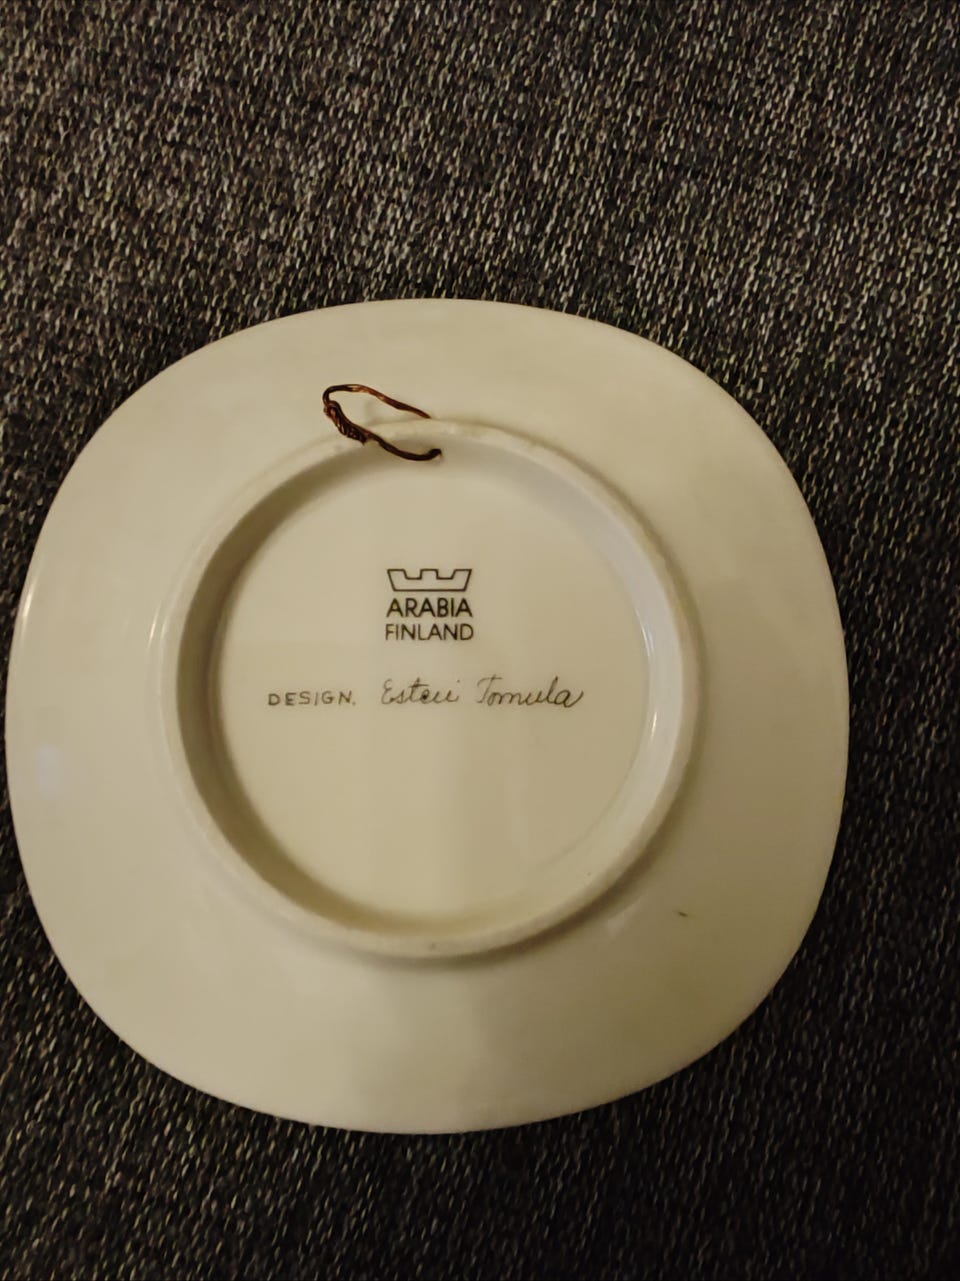 ARABIA
FINLAND
DESIGN. Esteri Tomula